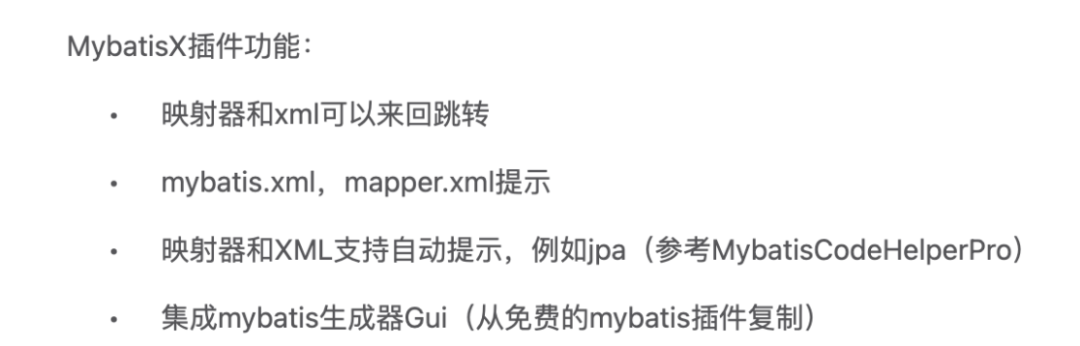 MybatisX插件功能：
• 映射器和xml可以来回跳转
• mybatis.xml，mapper.xml提示
• 映射器和XML支持自动提示，例如jpa（参考MybatisCodeHelperPro）
• 集成mybatis生成器Gui（从免费的mybatis插件复制）